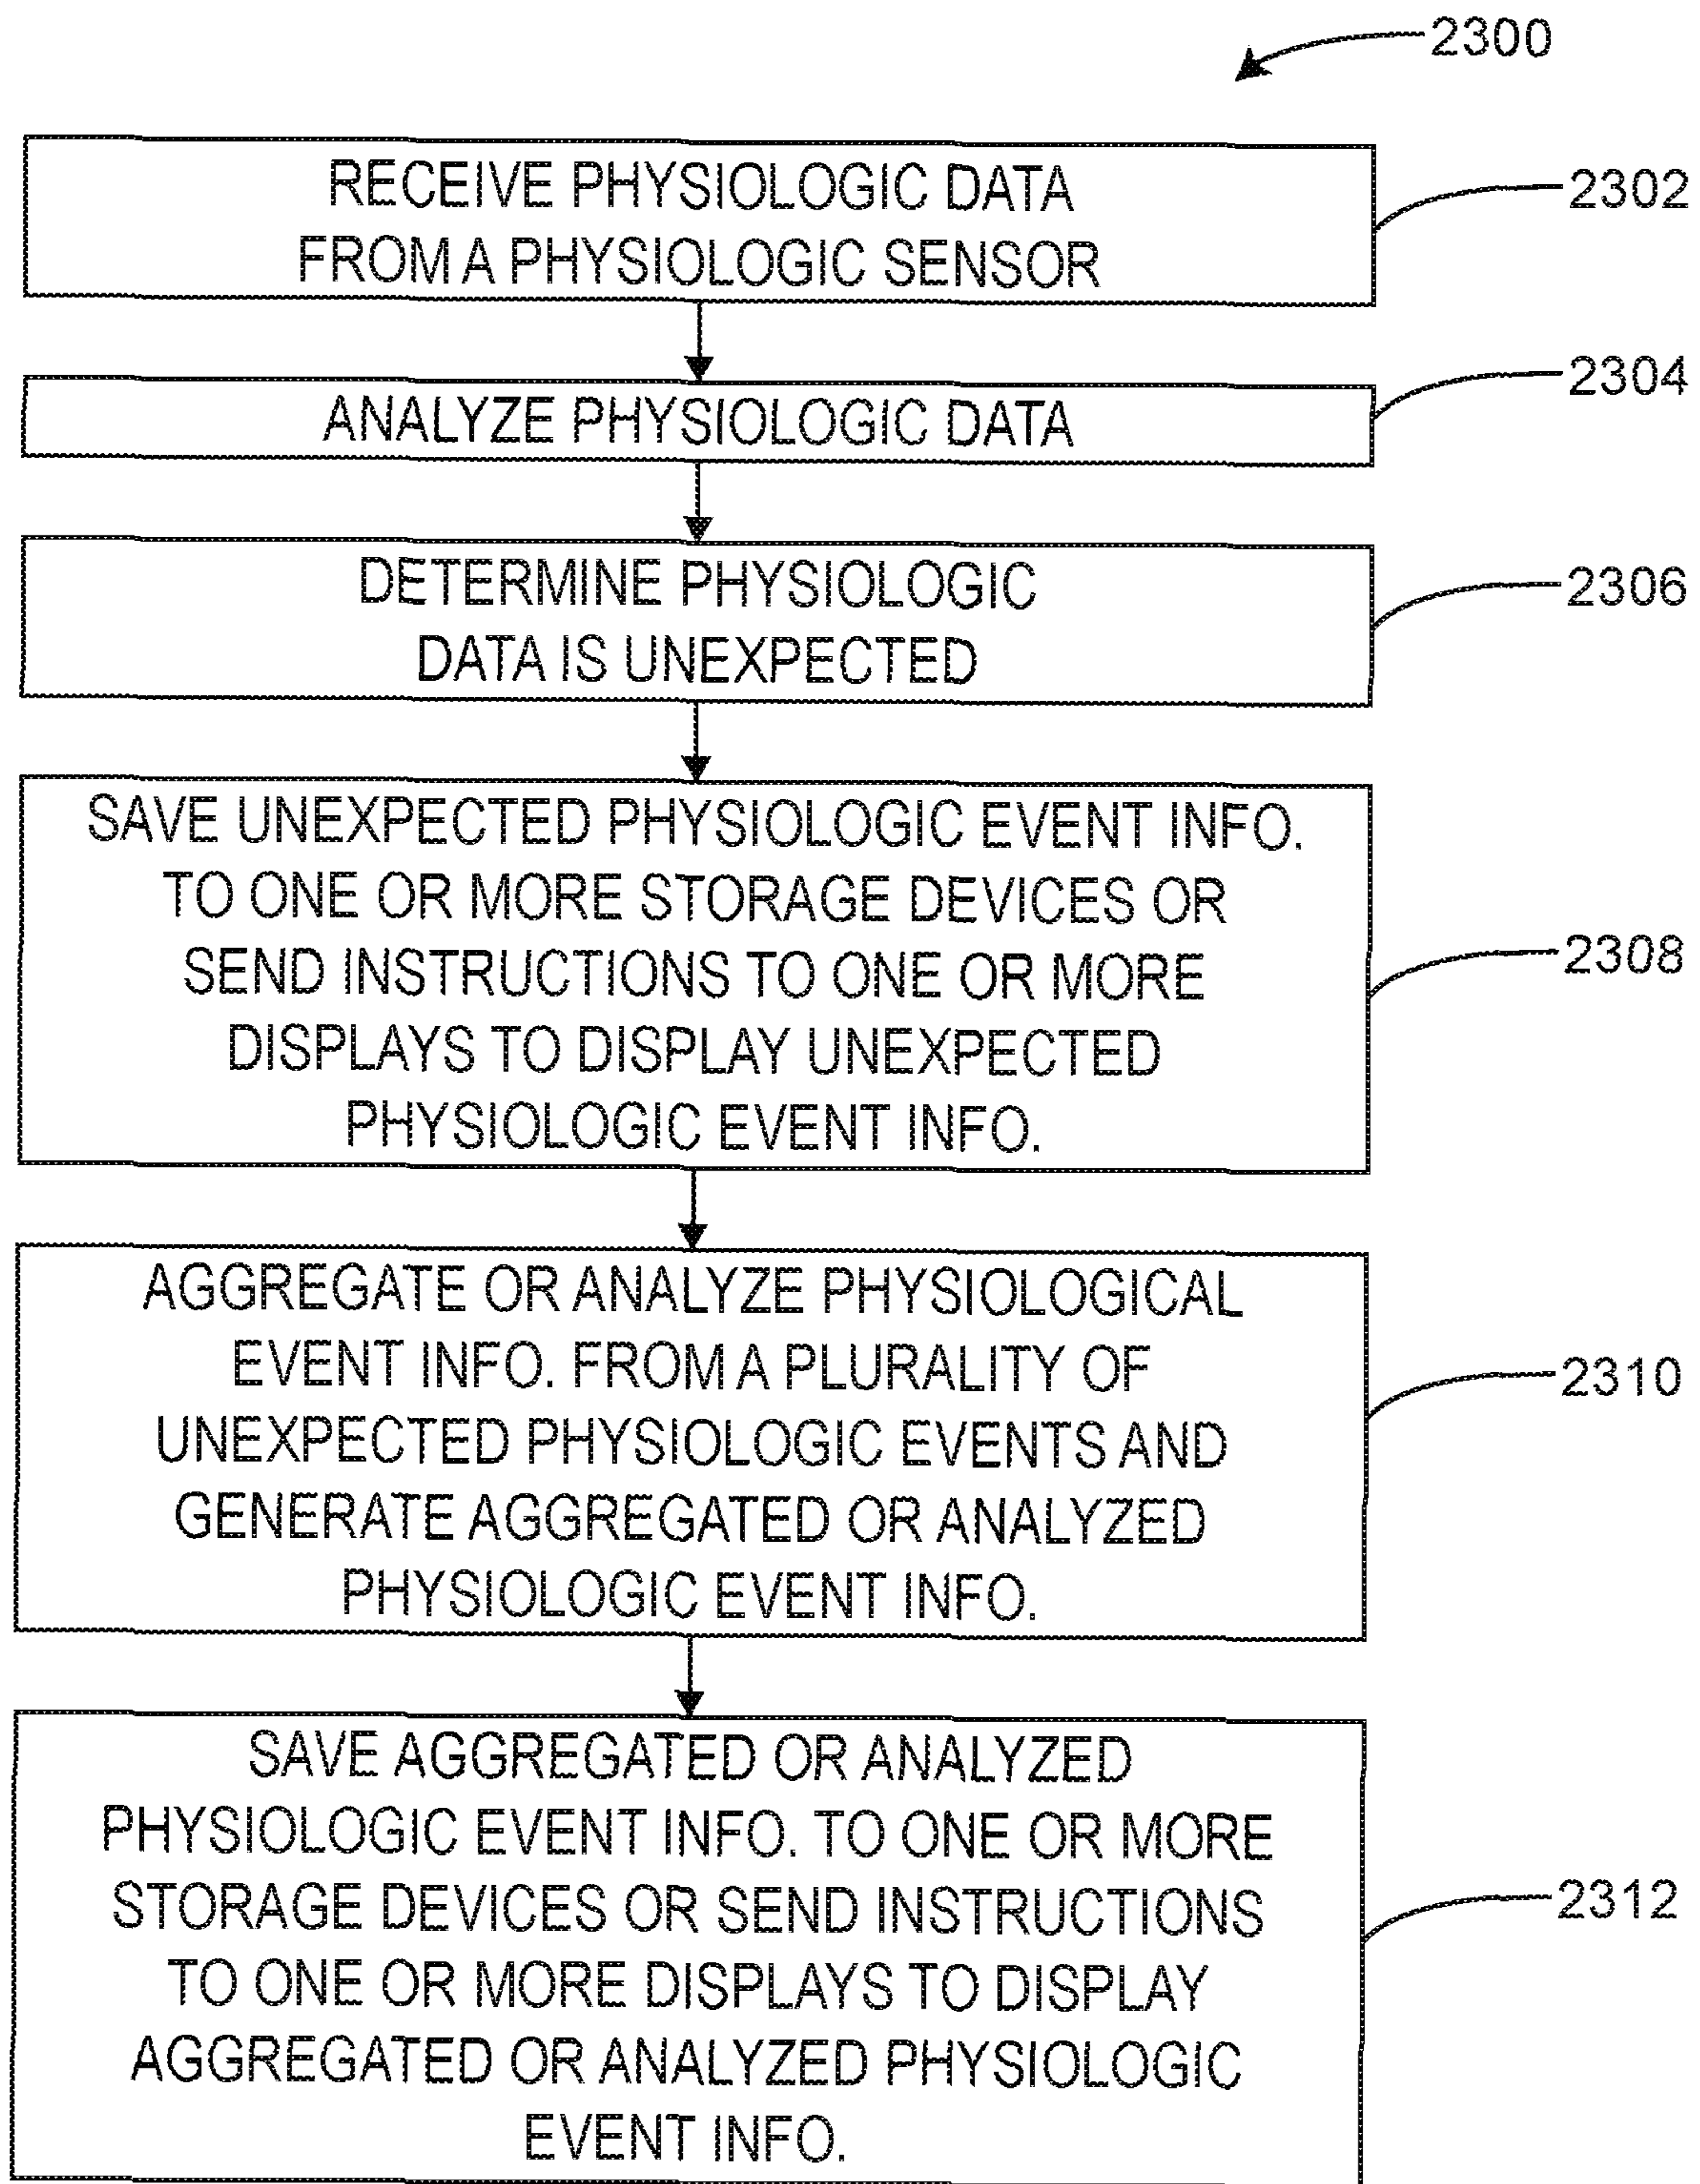 2300
RECEIVE PHYSIOLOGIC DATA
FROM A PHYSIOLOGIC SENSOR
2302
ANALYZE PHYSIOLOGIC DATA
2304
DETERMINE PHYSIOLOGIC
DATA IS UNEXPECTED
2306
SAVE UNEXPECTED PHYSIOLOGIC EVENT INFO.
TO ONE OR MORE STORAGE DEVICES OR
SEND INSTRUCTIONS TO ONE OR MORE
DISPLAYS TO DISPLAY UNEXPECTED
PHYSIOLOGIC EVENT INFO.
2308
AGGREGATE OR ANALYZE PHYSIOLOGICAL
EVENT INFO. FROM A PLURALITY OF
UNEXPECTED PHYSIOLOGIC EVENTS AND
GENERATE AGGREGATED OR ANALYZED
PHYSIOLOGIC EVENT INFO.
2310
SAVE AGGREGATED OR ANALYZED
PHYSIOLOGIC EVENT INFO. TO ONE OR MORE
STORAGE DEVICES OR SEND INSTRUCTIONS
TO ONE OR MORE DISPLAYS TO DISPLAY
AGGREGATED OR ANALYZED PHYSIOLOGIC
EVENT INFO.
2312